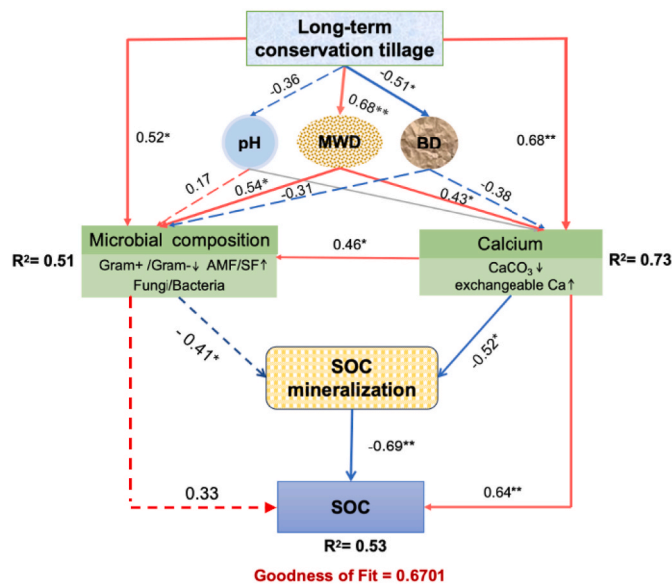 Long-term
conservation tillage
-0.36
0.68**
-0.51*
0.52*
pH
MWD
BD
0.68**
0.17
0.54*
-0.31
0.43*
-0.38
Microbial composition
Gram+ /Gram-↓ AMF/SF↑
Fungi/Bacteria
R²= 0.51
0.46*
Calcium
CaCO₃ ↓
exchangeable Ca↑
R²= 0.73
- 0.41*
-0.52*
SOC
mineralization
-0.69**
0.33
0.64**
SOC
R²= 0.53
Goodness of Fit = 0.6701